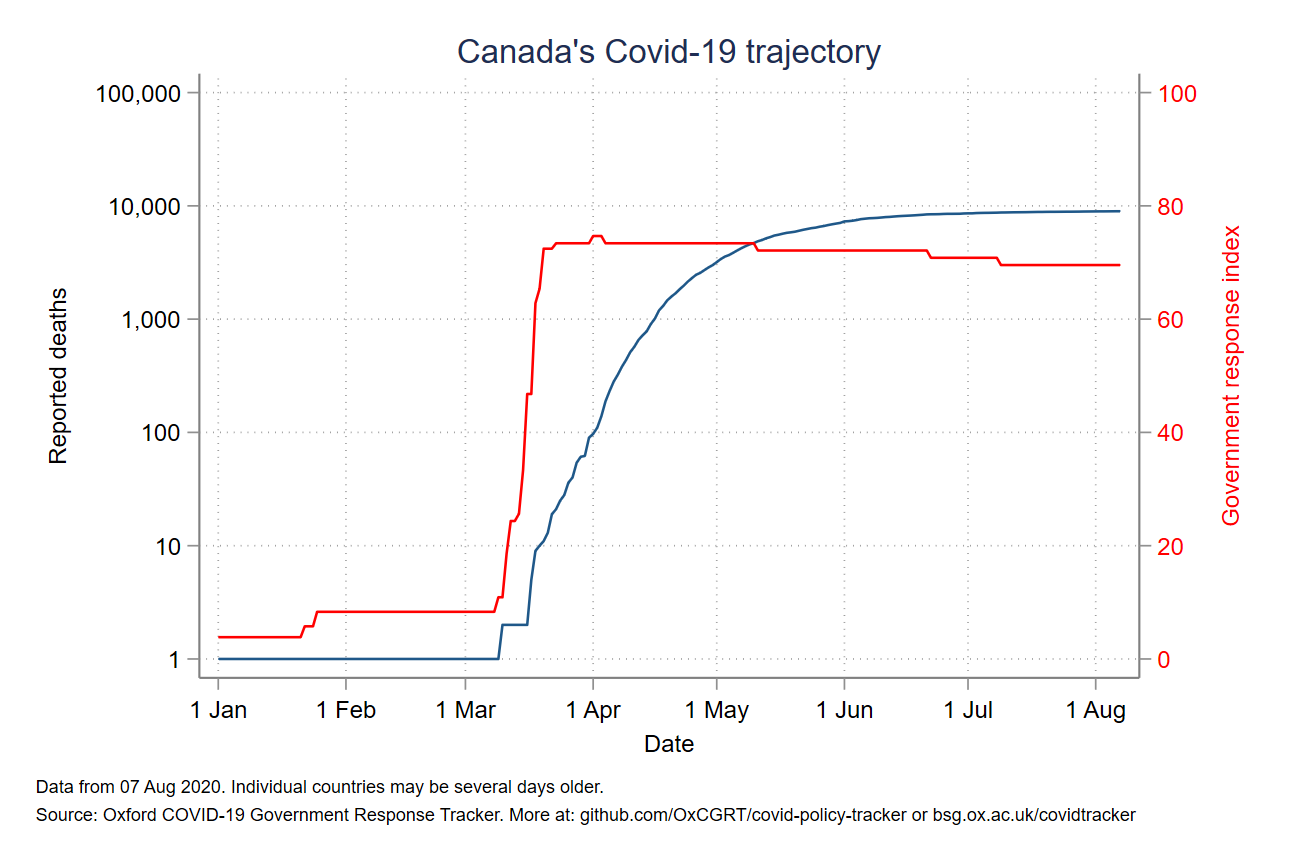 Canada's Covid-19 trajectory
100,000
10,000
1,000
100
10
1
Reported deaths
100
80
60
40
20
0
Government response index
1 Jan 1 Feb 1 Mar 1 Apr 1 May 1 Jun 1 Jul 1 Aug
Date
Data from 07 Aug 2020. Individual countries may be several days older.
Source: Oxford COVID-19 Government Response Tracker. More at: github.com/OxCGRT/covid-policy-tracker or bsg.ox.ac.uk/covidtracker